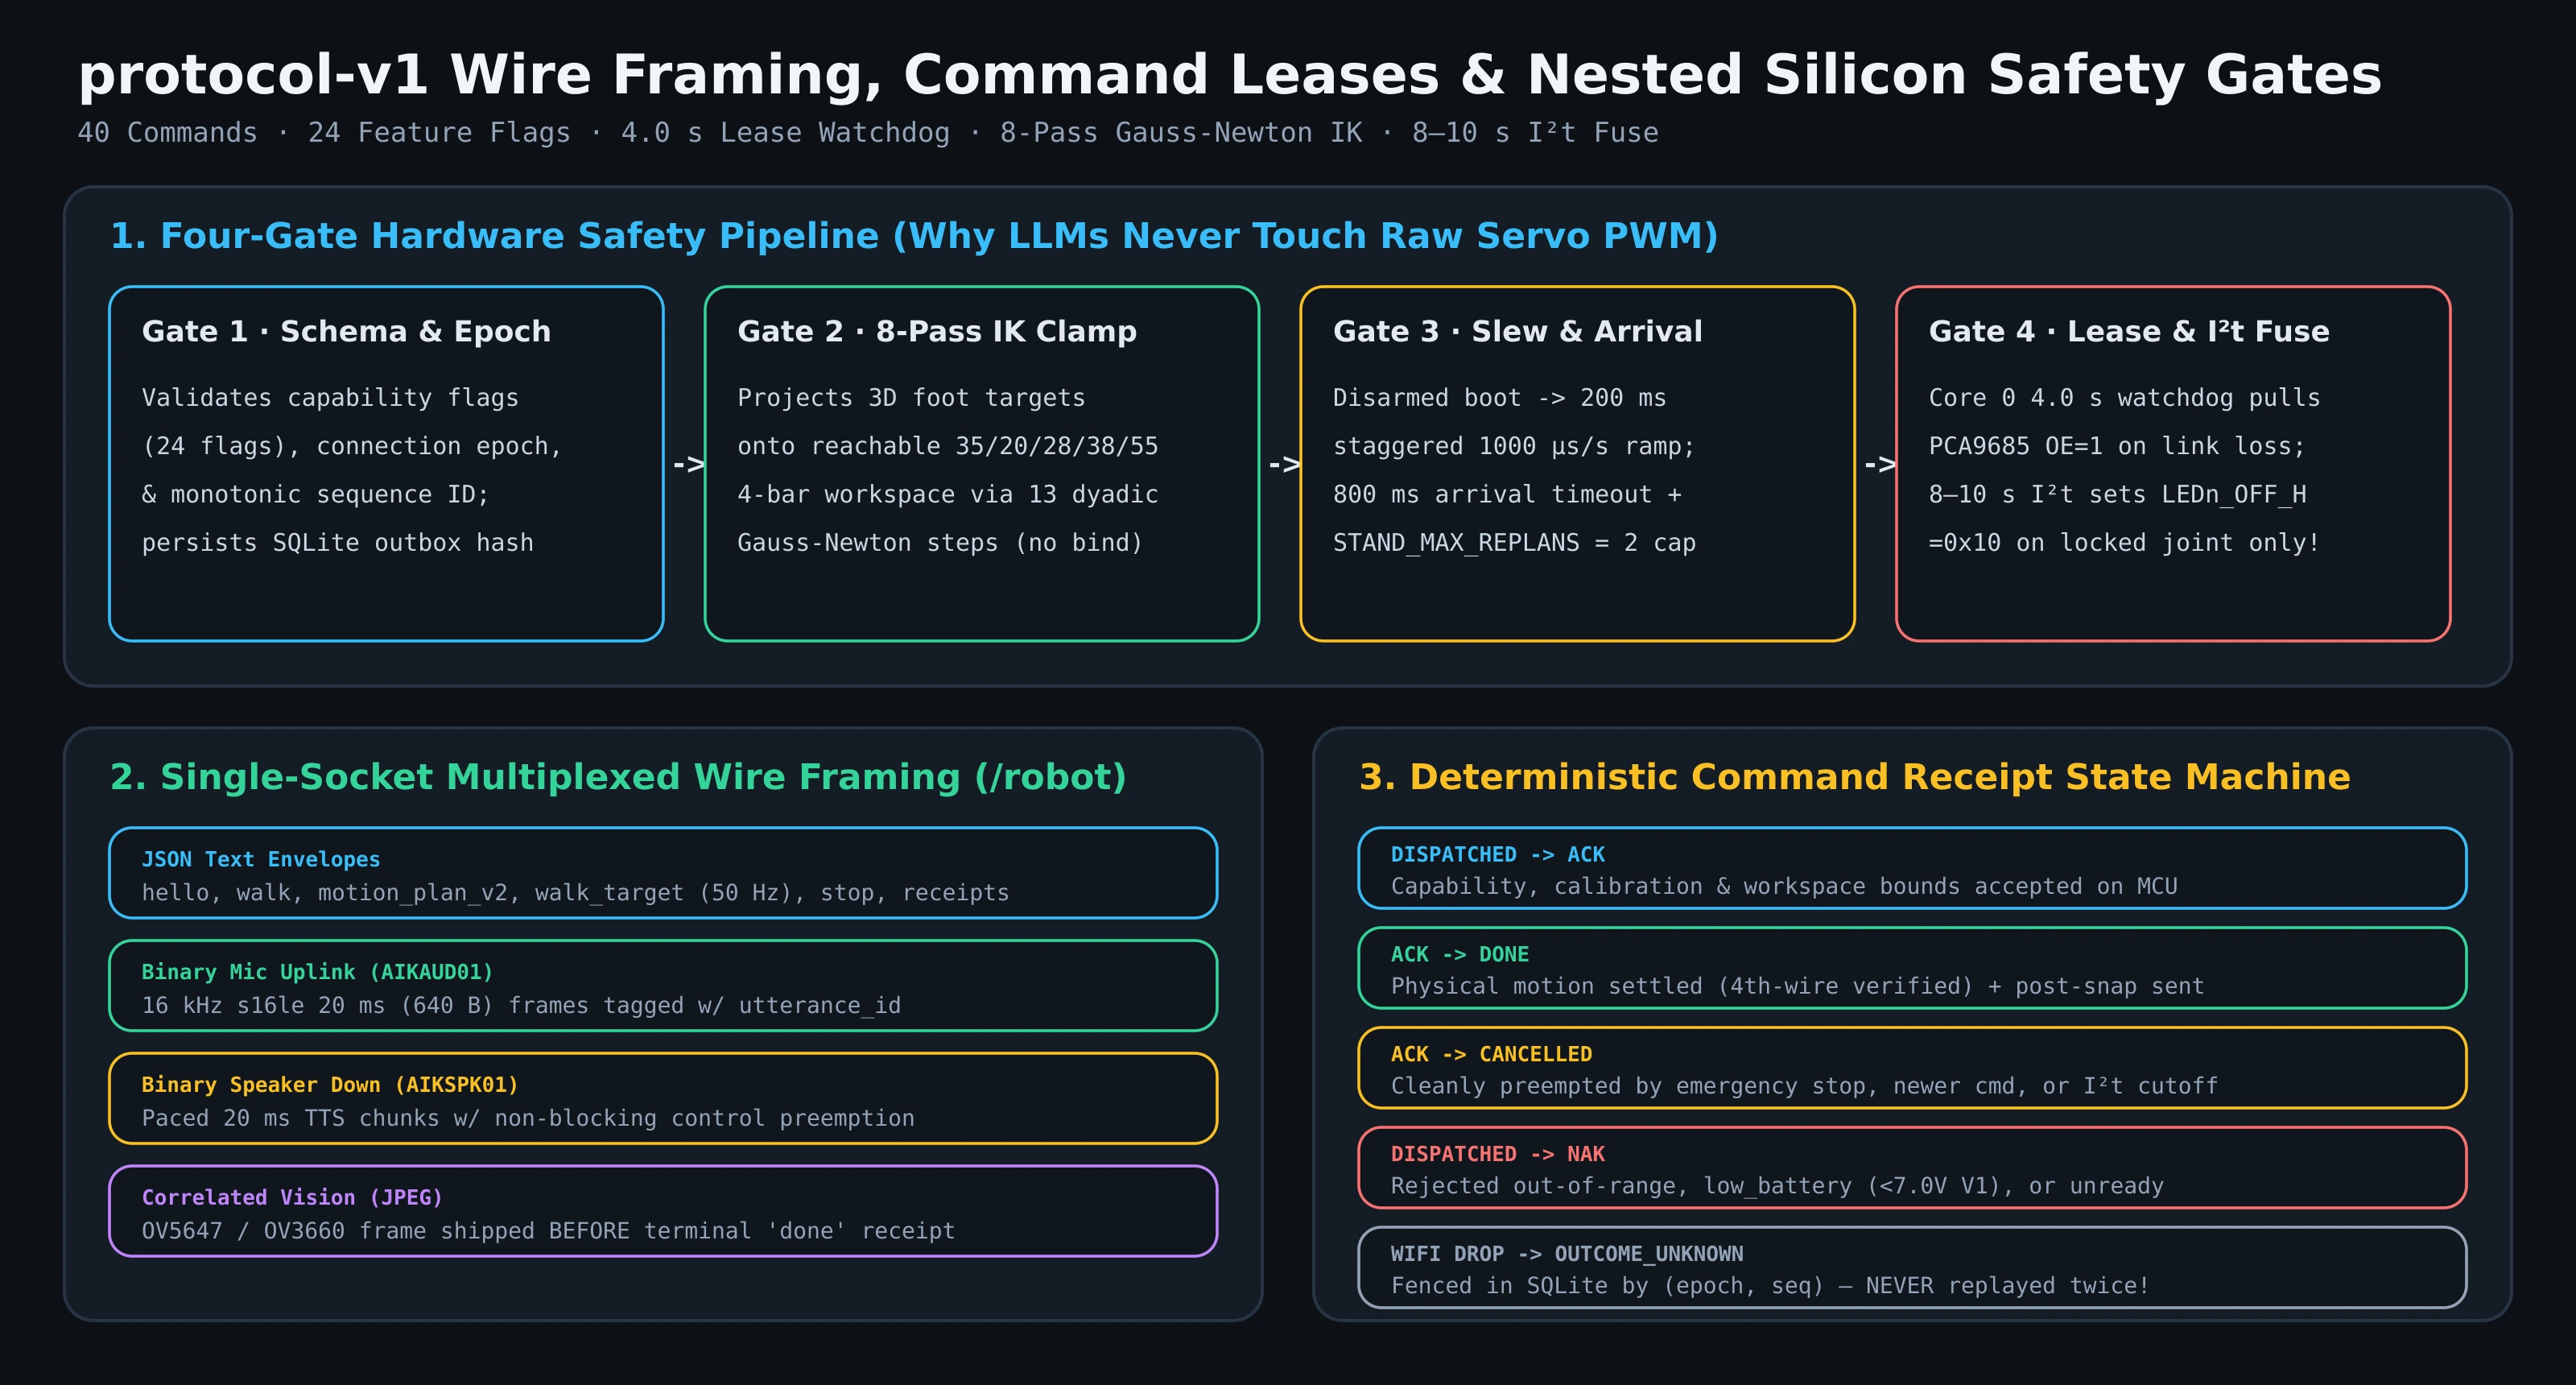 protocol-v1 Wire Framing, Command Leases & Nested Silicon Safety Gates
40 Commands · 24 Feature Flags · 4.0 s Lease Watchdog · 8-Pass Gauss-Newton IK · 8–10 s I²t Fuse
1. Four-Gate Hardware Safety Pipeline (Why LLMs Never Touch Raw Servo PWM)
Gate 1 · Schema & Epoch
Validates capability flags
(24 flags), connection epoch,
& monotonic sequence ID;
persists SQLite outbox hash
->
Gate 2 · 8-Pass IK Clamp
Projects 3D foot targets
onto reachable 35/20/28/38/55
4-bar workspace via 13 dyadic
Gauss-Newton steps (no bind)
->
Gate 3 · Slew & Arrival
Disarmed boot -> 200 ms
staggered 1000 µs/s ramp;
800 ms arrival timeout +
STAND_MAX_REPLANS = 2 cap
->
Gate 4 · Lease & I²t Fuse
Core 0 4.0 s watchdog pulls
PCA9685 OE=1 on link loss;
8–10 s I²t sets LEDn_OFF_H
=0x10 on locked joint only!
2. Single-Socket Multiplexed Wire Framing (/robot)
JSON Text Envelopes
hello, walk, motion_plan_v2, walk_target (50 Hz), stop, receipts
Binary Mic Uplink (AIKAUD01)
16 kHz s16le 20 ms (640 B) frames tagged w/ utterance_id
Binary Speaker Down (AIKSPK01)
Paced 20 ms TTS chunks w/ non-blocking control preemption
Correlated Vision (JPEG)
OV5647 / OV3660 frame shipped BEFORE terminal 'done' receipt
3. Deterministic Command Receipt State Machine
DISPATCHED -> ACK
Capability, calibration & workspace bounds accepted on MCU
ACK -> DONE
Physical motion settled (4th-wire verified) + post-snap sent
ACK -> CANCELLED
Cleanly preempted by emergency stop, newer cmd, or I²t cutoff
DISPATCHED -> NAK
Rejected out-of-range, low_battery (<7.0V V1), or unready
WIFI DROP -> OUTCOME_UNKNOWN
Fenced in SQLite by (epoch, seq) — NEVER replayed twice!